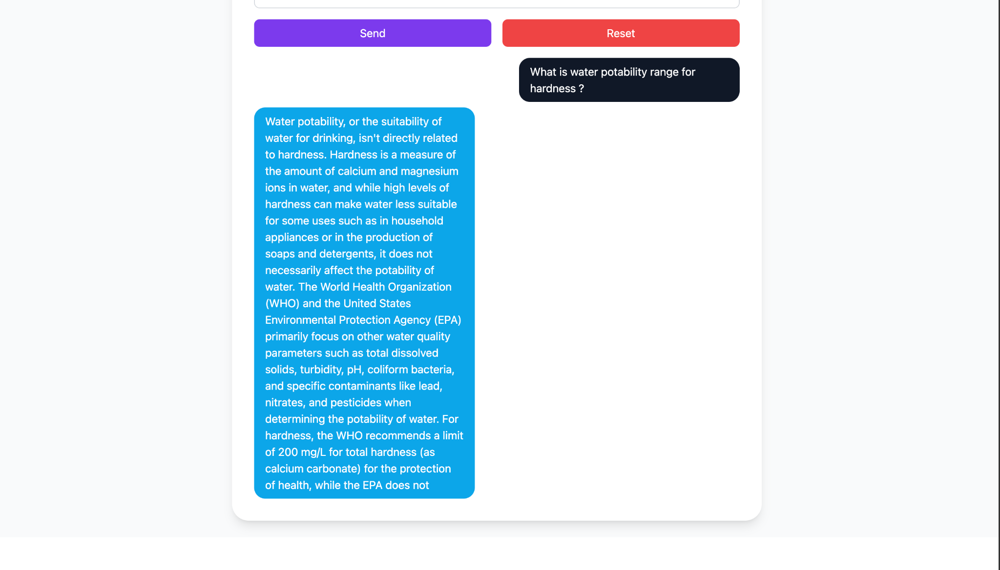 Send
Reset
What is water potability range for
hardness ?
Water potability, or the suitability of
water for drinking, isn't directly related
to hardness. Hardness is a measure of
the amount of calcium and magnesium
ions in water, and while high levels of
hardness can make water less suitable
for some uses such as in household
appliances or in the production of
soaps and detergents, it does not
necessarily affect the potability of
water. The World Health Organization
(WHO) and the United States
Environmental Protection Agency (EPA)
primarily focus on other water quality
parameters such as total dissolved
solids, turbidity, pH, coliform bacteria,
and specific contaminants like lead,
nitrates, and pesticides when
determining the potability of water. For
hardness, the WHO recommends a limit
of 200 mg/L for total hardness (as
calcium carbonate) for the protection
of health, while the EPA does not